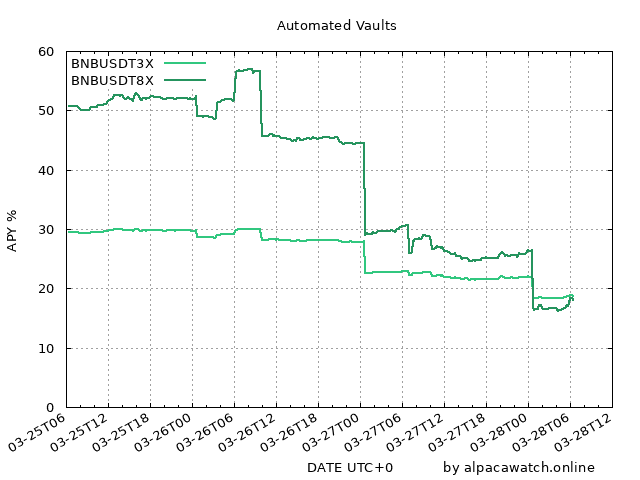 Automated Vaults
BNBUSDT3X
BNBUSDT8X
APY %
60
50
40
30
20
10
0
03-25T06
03-25T12
03-25T18
03-26T00
03-26T06
03-26T12
03-26T18
03-27T00
03-27T06
03-27T12
03-27T18
03-28T00
03-28T06
03-28T12
DATE UTC+0
by alpacawatch.online